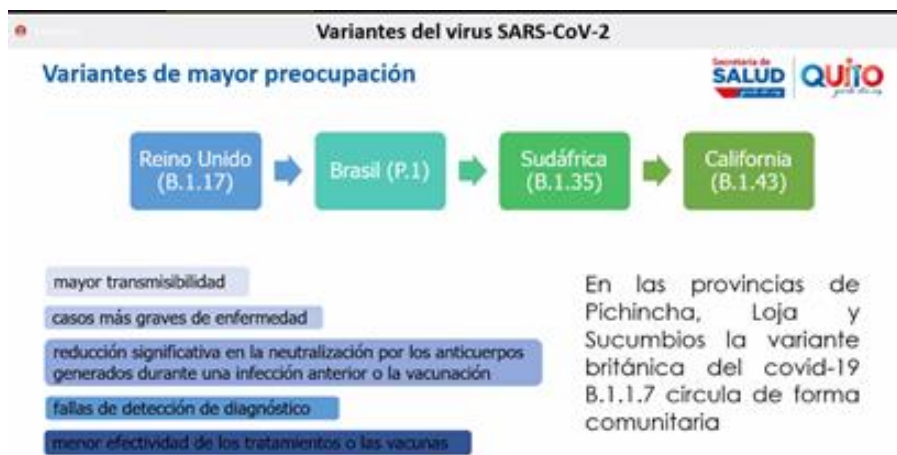 Variantes del virus SARS-CoV-2
Variantes de mayor preocupación
Secretaría de
SALUD
QUITO
Reino Unido
(B.1.17)
Brasil (P.1)
Sudáfrica
(B.1.35)
California
(B.1.43)
mayor transmisibilidad
casos más graves de enfermedad
reducción significativa en la neutralización por los anticuerpos
generados durante una infección anterior o la vacunación
fallas de detección de diagnóstico
menor efectividad de los tratamientos o las vacunas
En las provincias de
Pichincha, Loja y
Sucumbios la variante
británica del covid-19
B.1.1.7 circula de forma
comunitaria